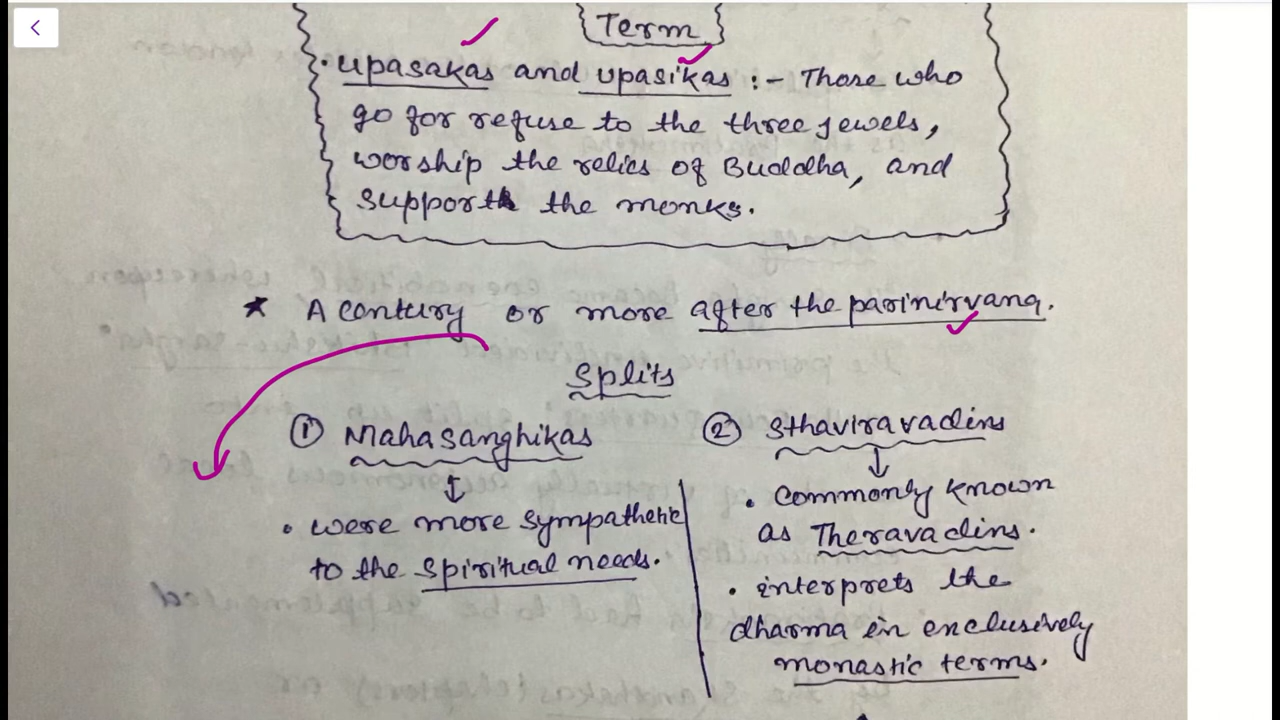 Term
• upasakas and upasikas :- Those who
go for refuse to the three jewels,
worship the relics of Buddha, and
support the monks.
* A century or more after the parinirvana.
Splits
① Mahasanghikas
• were more sympathetic
to the spiritual needs.
② Sthaviravadins
• commonly known
as Theravadins.
• interprets the
dharma in exclusively
monastic terms.